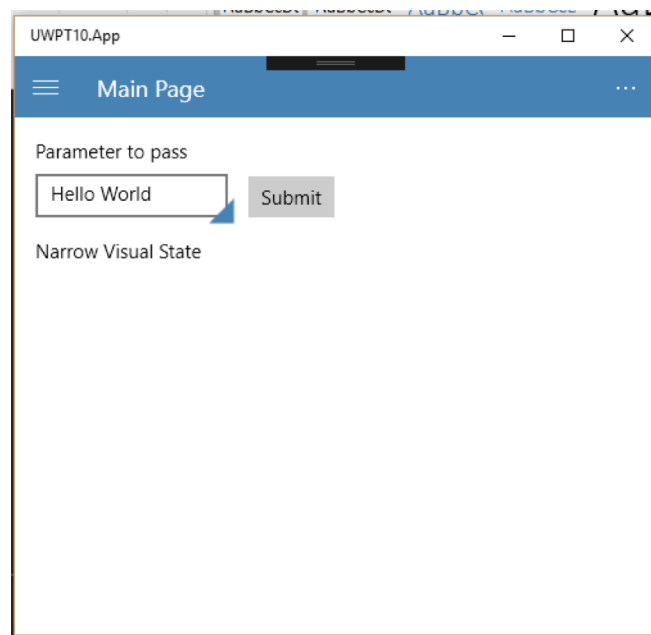 UWPT10.App
Main Page
Parameter to pass
Hello World
Submit
Narrow Visual State